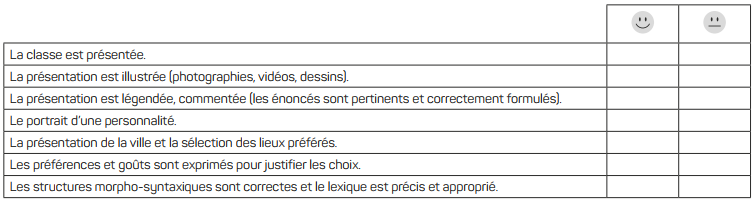 La classe est présentée.
La présentation est illustrée (photographies, vidéos, dessins).
La présentation est légendée, commentée (les énoncés sont pertinents et correctement formulés).
Le portrait d'une personnalité.
La présentation de la ville et la sélection des lieux préférés.
Les préférences et goûts sont exprimés pour justifier les choix.
Les structures morpho-syntaxiques sont correctes et le lexique est précis et approprié.